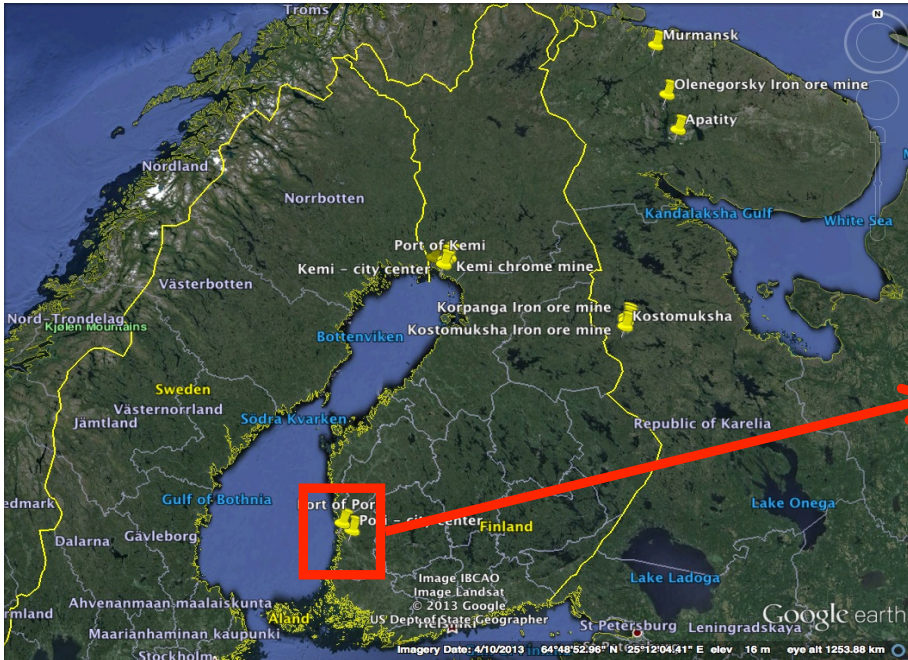 Troms
N
Murmansk
Olenegorsky Iron ore mine
Apatity
Nordland
Norrbotten
Kandalaksha Gulf
White Sea
Port of Kemi
Kemi - city center
Kemi chrome mine
Västerbotten
Korpanga Iron ore mine
Kostomuksha
Nord-Trondelag
Kjølen Mountains
Kostomuksha Iron ore mine
Bottenviken
Sweden
Västernorrland
Jämtland
Södra Kvarken
Republic of Karelia
Gulf of Bothnia
Port of Pori
Lake Onega
Pori - city center
Finland
Gävleborg
Dalarna
Image IBCAO
Image Landsat
© 2013 Google
US Dept of State Geographer
Lake Ladoga
Ahvenanmaan maalaiskunta
Åland
Google earth
Maarianhaminan kaupunki
St Petersburg
Leningradskaya
Stockholm
Imagery Date: 4/10/2013 64°48'52.96" N 25°12'04.41" E elev 16 m eye alt 1253.88 km